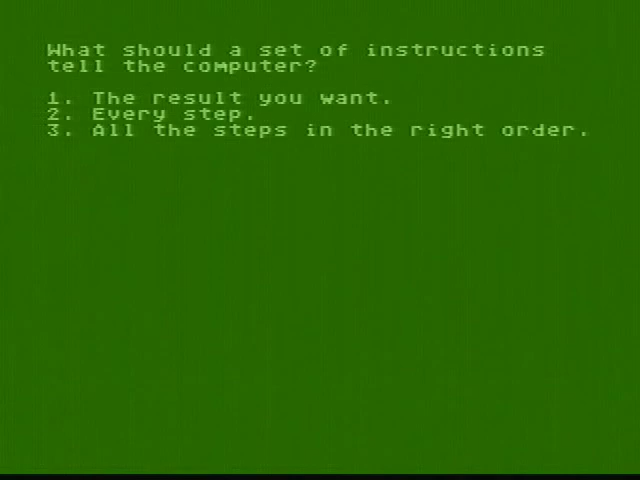 What should a set of instructions
tell the computer?
1. The result you want.
2. Every step.
3. All the steps in the right order.